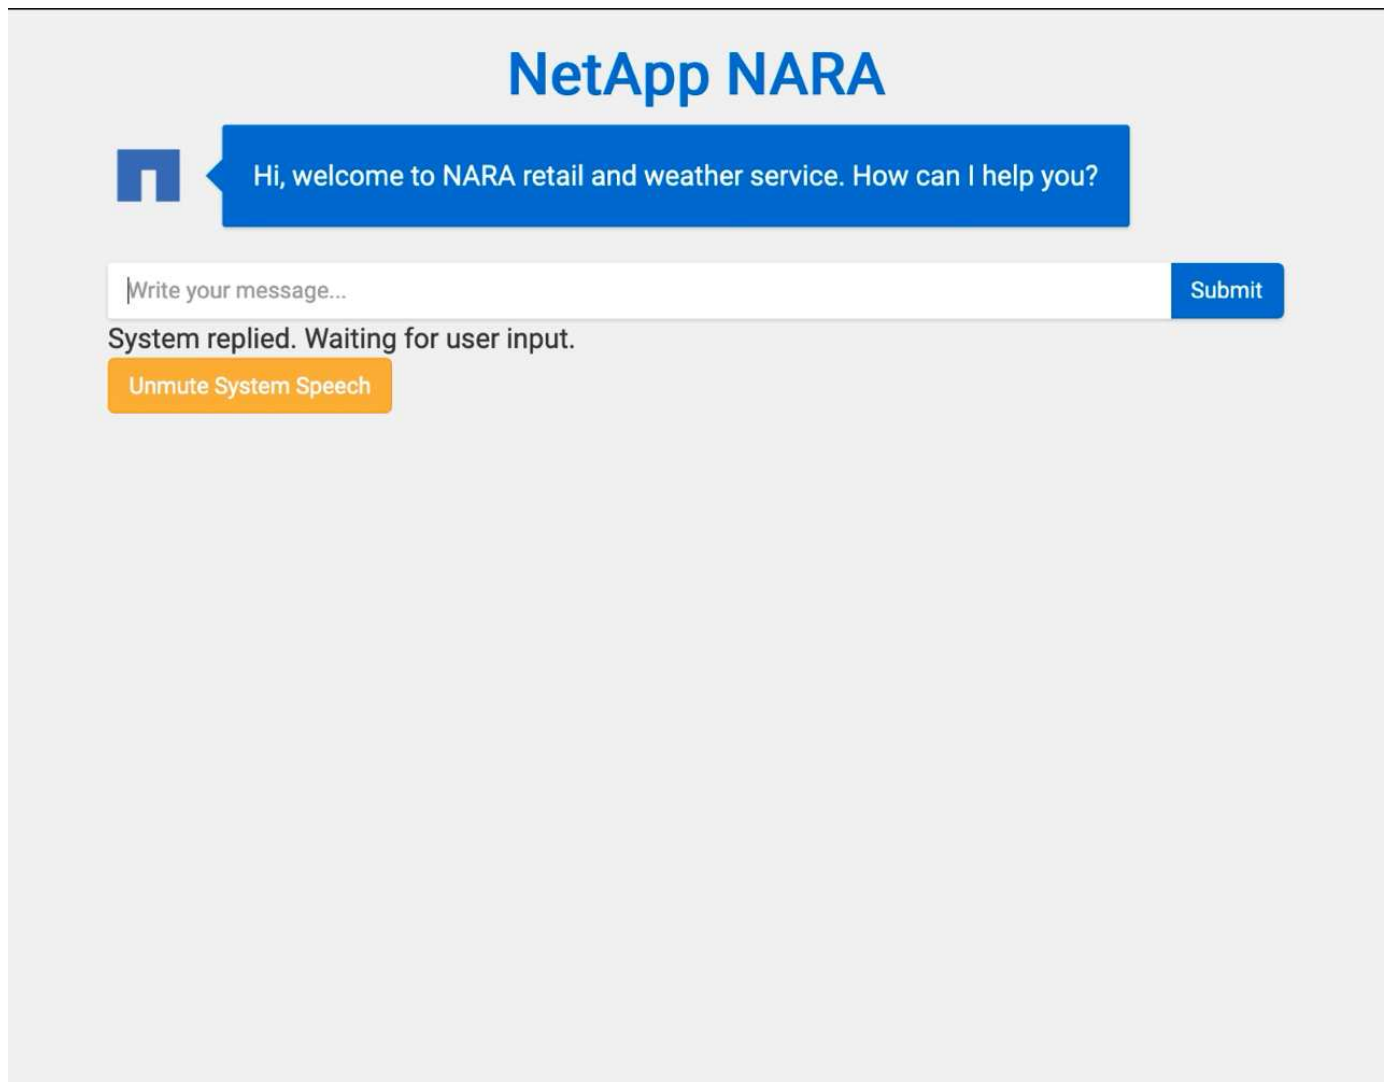 NetApp NARA
Hi, welcome to NARA retail and weather service. How can I help you?
Write your message...
Submit
System replied. Waiting for user input.
Unmute System Speech